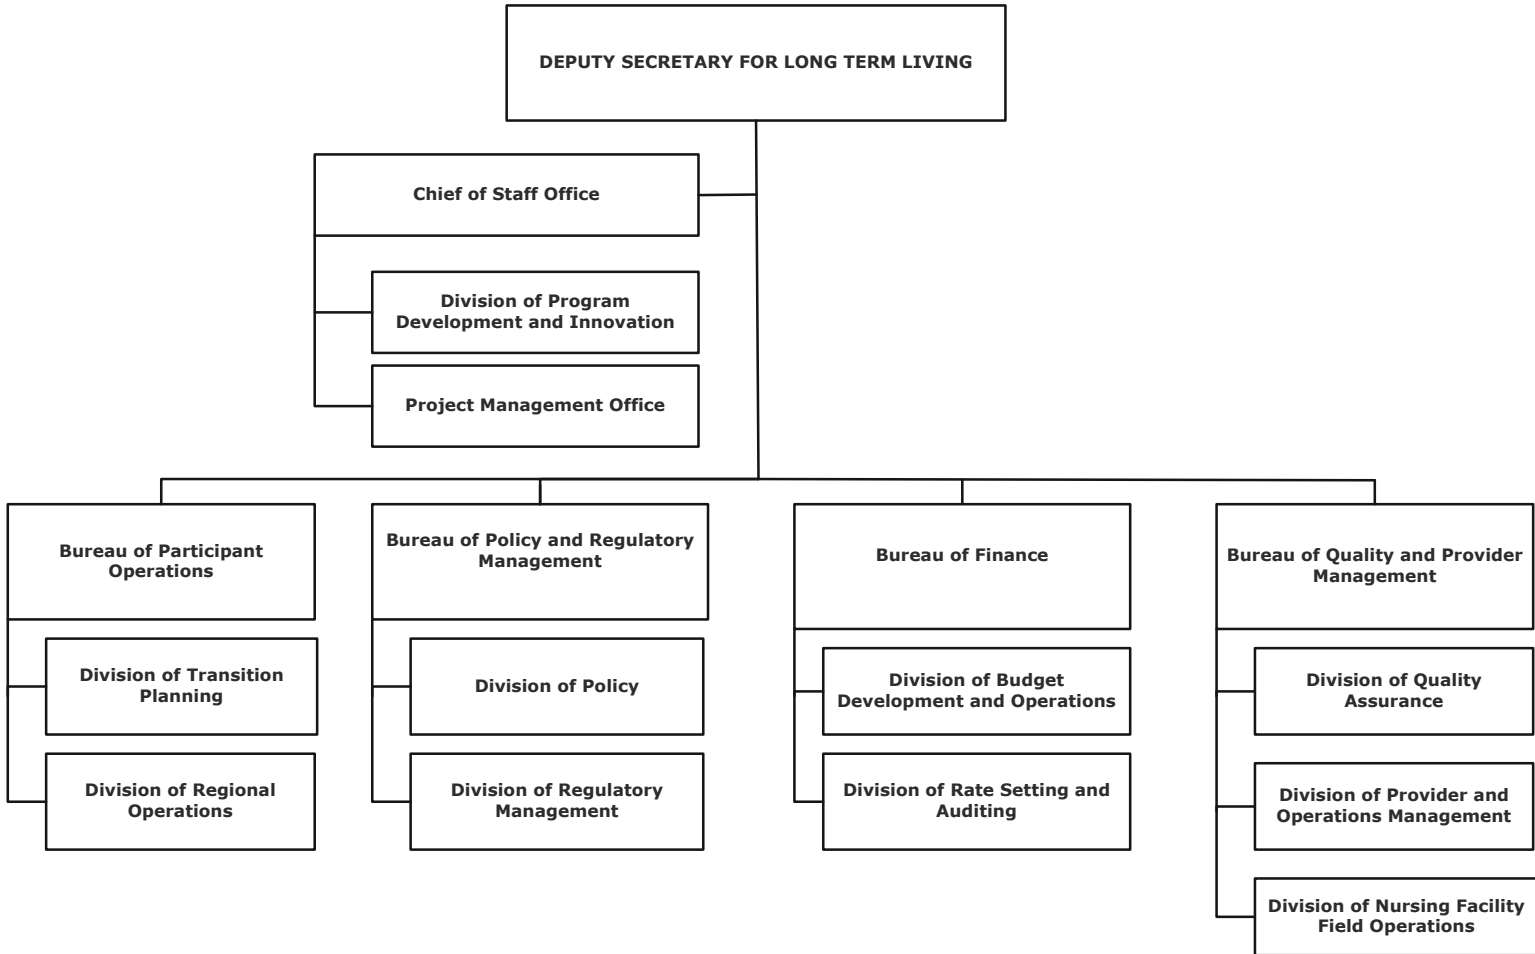 DEPUTY SECRETARY FOR LONG TERM LIVING
Chief of Staff Office
Division of Program
Development and Innovation
Project Management Office
Bureau of Participant
Operations
Division of Transition
Planning
Division of Regional
Operations
Bureau of Policy and Regulatory
Management
Division of Policy
Division of Regulatory
Management
Bureau of Finance
Division of Budget
Development and Operations
Division of Rate Setting and
Auditing
Bureau of Quality and Provider
Management
Division of Quality
Assurance
Division of Provider and
Operations Management
Division of Nursing Facility
Field Operations